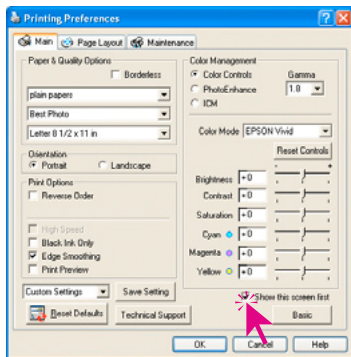 Printing Preferences
Main Page Layout Maintenance
Paper & Quality Options
Borderless
plain papers
Best Photo
Letter 8 1/2 x 11 in
Orientation
Portrait Landscape
Print Options
Reverse Order
High Speed
Black Ink Only
Edge Smoothing
Print Preview
Custom Settings Save Setting
Reset Defaults Technical Support
Color Management
Color Controls Gamma
PhotoEnhance 1.8
ICM
Color Mode EPSON Vivid
Reset Controls
- +
Brightness +0
Contrast +0
Saturation +0
Cyan +0
Magenta +0
Yellow +0
Show this screen first
Basic
OK Cancel Help